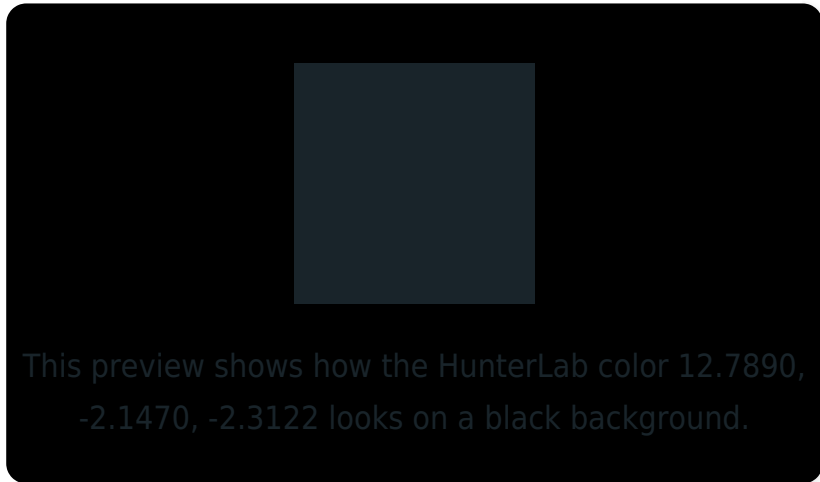 This preview shows how the HunterLab color 12.7890,
-2.1470, -2.3122 looks on a black background.